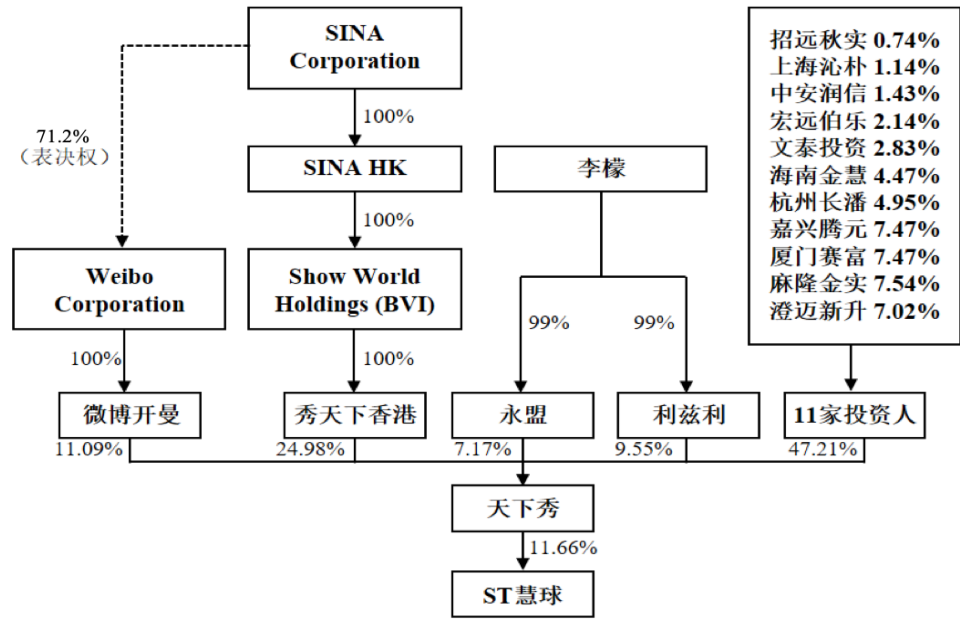 SINA
Corporation
招远秋实 0.74%
上海沁朴 1.14%
中安润信 1.43%
宏远伯乐 2.14%
文泰投资 2.83%
海南金慧 4.47%
杭州长潘 4.95%
嘉兴腾元 7.47%
厦门赛富 7.47%
麻隆金实 7.54%
澄迈新升 7.02%
100%
71.2%
（表决权）
SINA HK
李檬
100%
Weibo
Corporation
Show World
Holdings (BVI)
99%
99%
100%
100%
微博开曼
秀天下香港
永盟
利兹利
11家投资人
11.09%
24.98%
7.17%
9.55%
47.21%
天下秀
11.66%
ST慧球